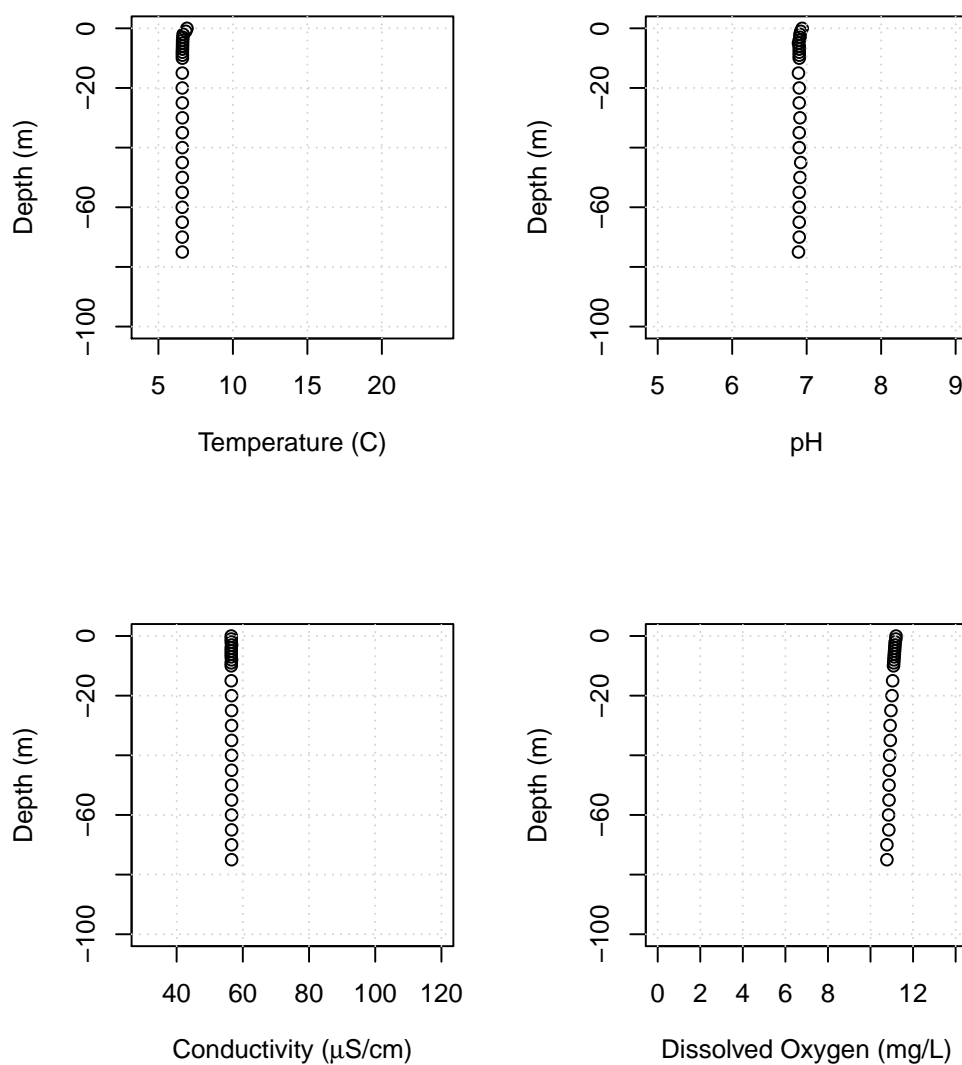 0
−20
−60
−100
Depth (m)
5 10 15 20
Temperature (C)
0
−20
−60
−100
Depth (m)
5 6 7 8 9
pH
0
−20
−60
−100
Depth (m)
40 60 80 100 120
Conductivity (μS/cm)
0
−20
−60
−100
Depth (m)
0 2 4 6 8 12
Dissolved Oxygen (mg/L)